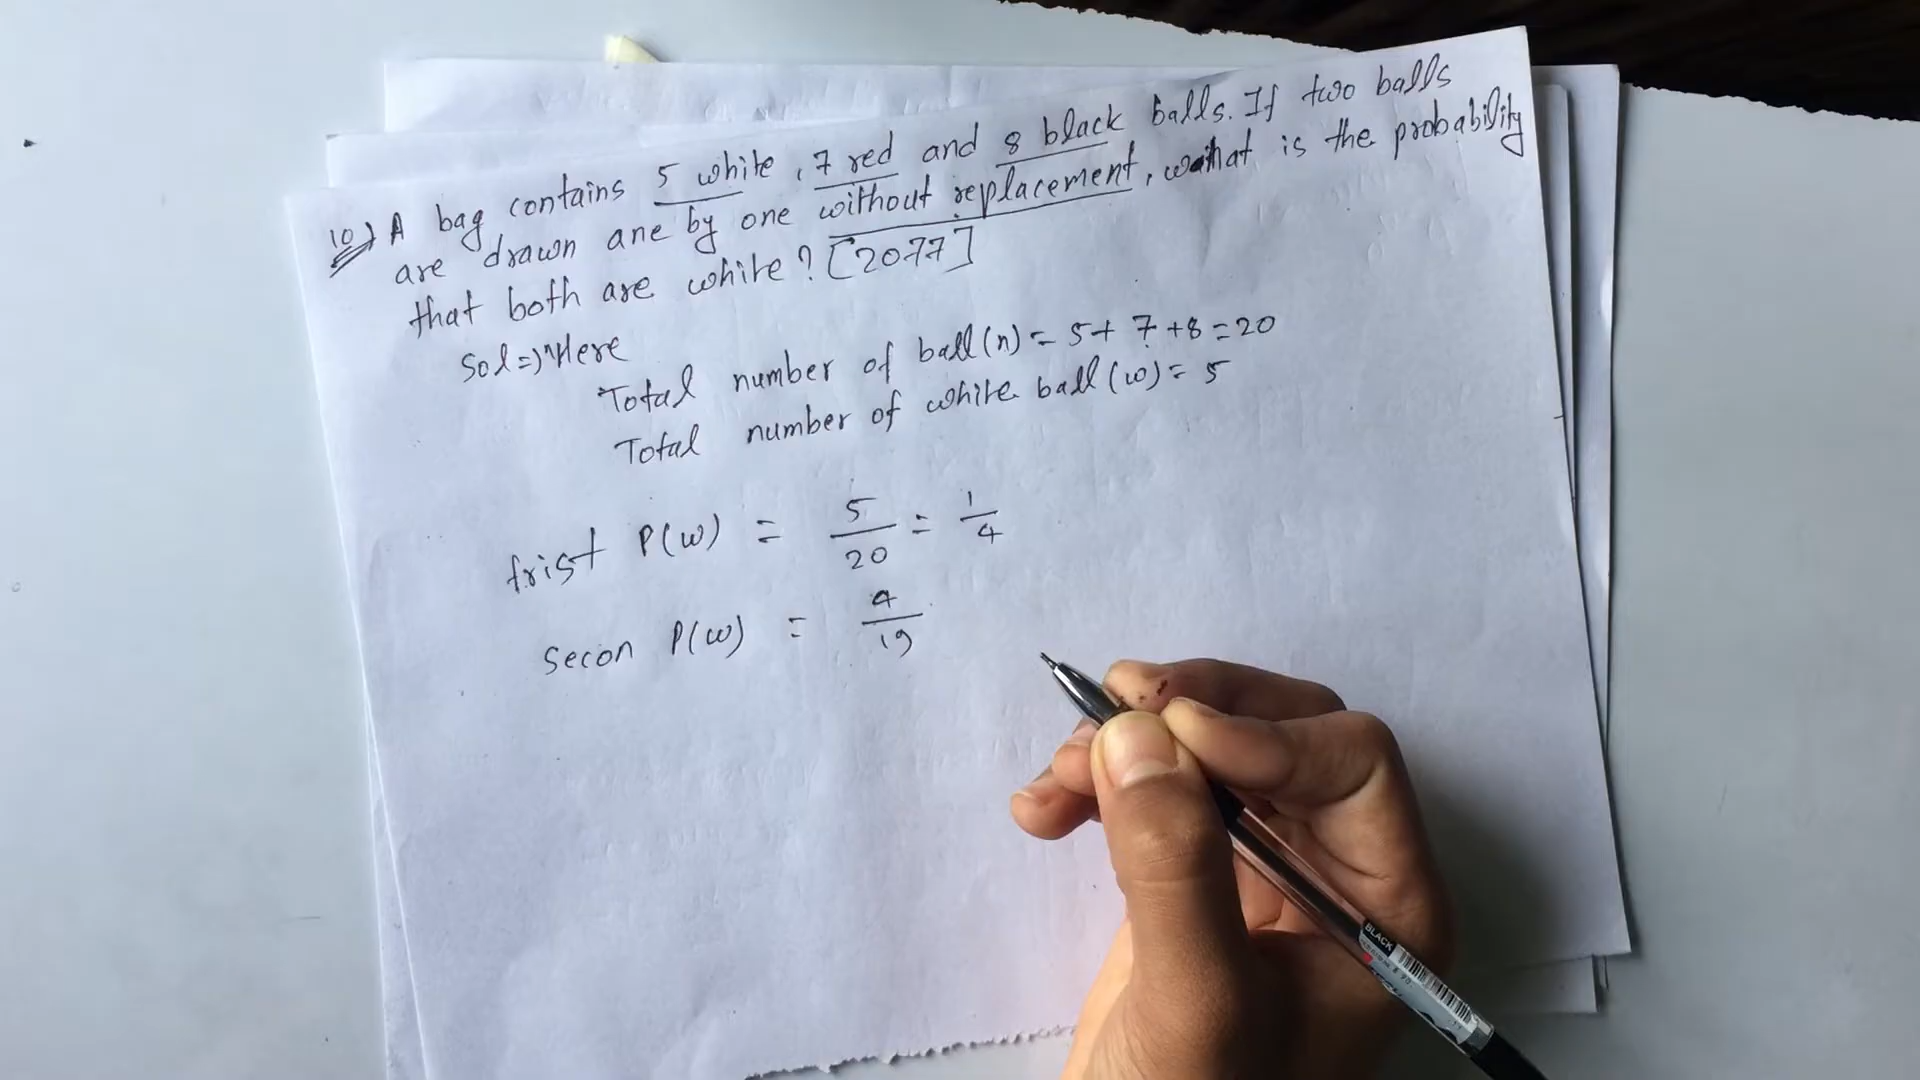 10) A bag contains 5 white, 7 red and 8 black balls. If two balls
are drawn ane by one without replacement, what is the probability
that both are white? [2077]
Sol=) Here
Total number of ball(n) = 5+ 7 +8 = 20
Total number of white ball(w) = 5
frist P(w) = 5/20 = 1/4
secon P(w) = 4/19
BLACK